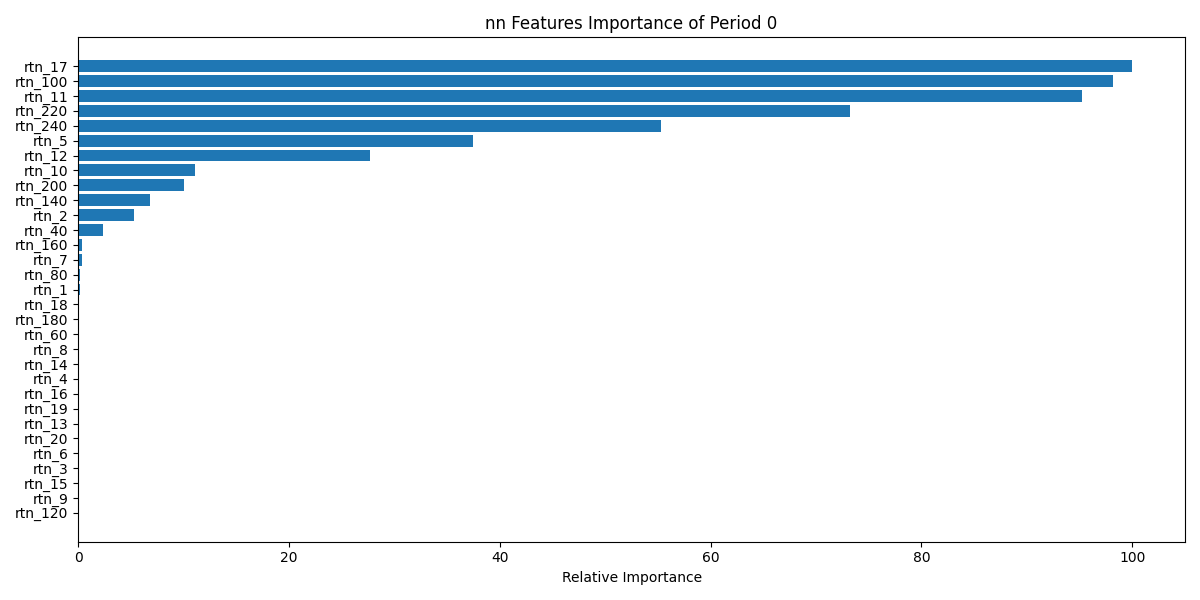 nn Features Importance of Period 0
rtn_17
rtn_100
rtn_11
rtn_220
rtn_240
rtn_5
rtn_12
rtn_10
rtn_200
rtn_140
rtn_2
rtn_40
rtn_160
rtn_7
rtn_80
rtn_1
rtn_18
rtn_180
rtn_60
rtn_8
rtn_14
rtn_4
rtn_16
rtn_19
rtn_13
rtn_20
rtn_6
rtn_3
rtn_15
rtn_9
rtn_120
0 20 40 60 80 100
Relative Importance